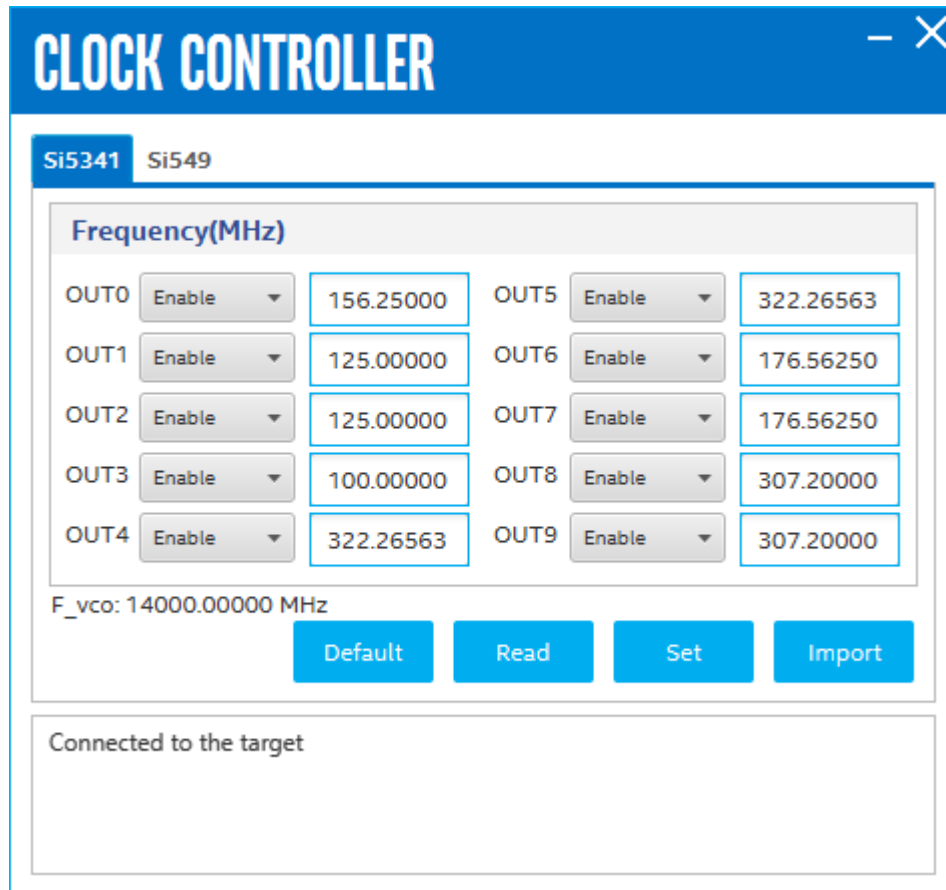 CLOCK CONTROLLER
Si5341 Si549
Frequency(MHz)
OUT0 Enable 156.25000 OUT5 Enable 322.26563
OUT1 Enable 125.00000 OUT6 Enable 176.56250
OUT2 Enable 125.00000 OUT7 Enable 176.56250
OUT3 Enable 100.00000 OUT8 Enable 307.20000
OUT4 Enable 322.26563 OUT9 Enable 307.20000
F_vco: 14000.00000 MHz
Default Read Set Import
Connected to the target